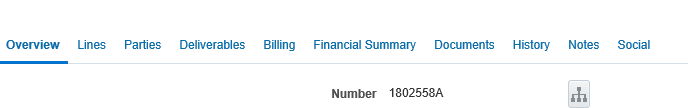 Overview Lines Parties Deliverables Billing Financial Summary Documents History Notes Social
Number 1802558A